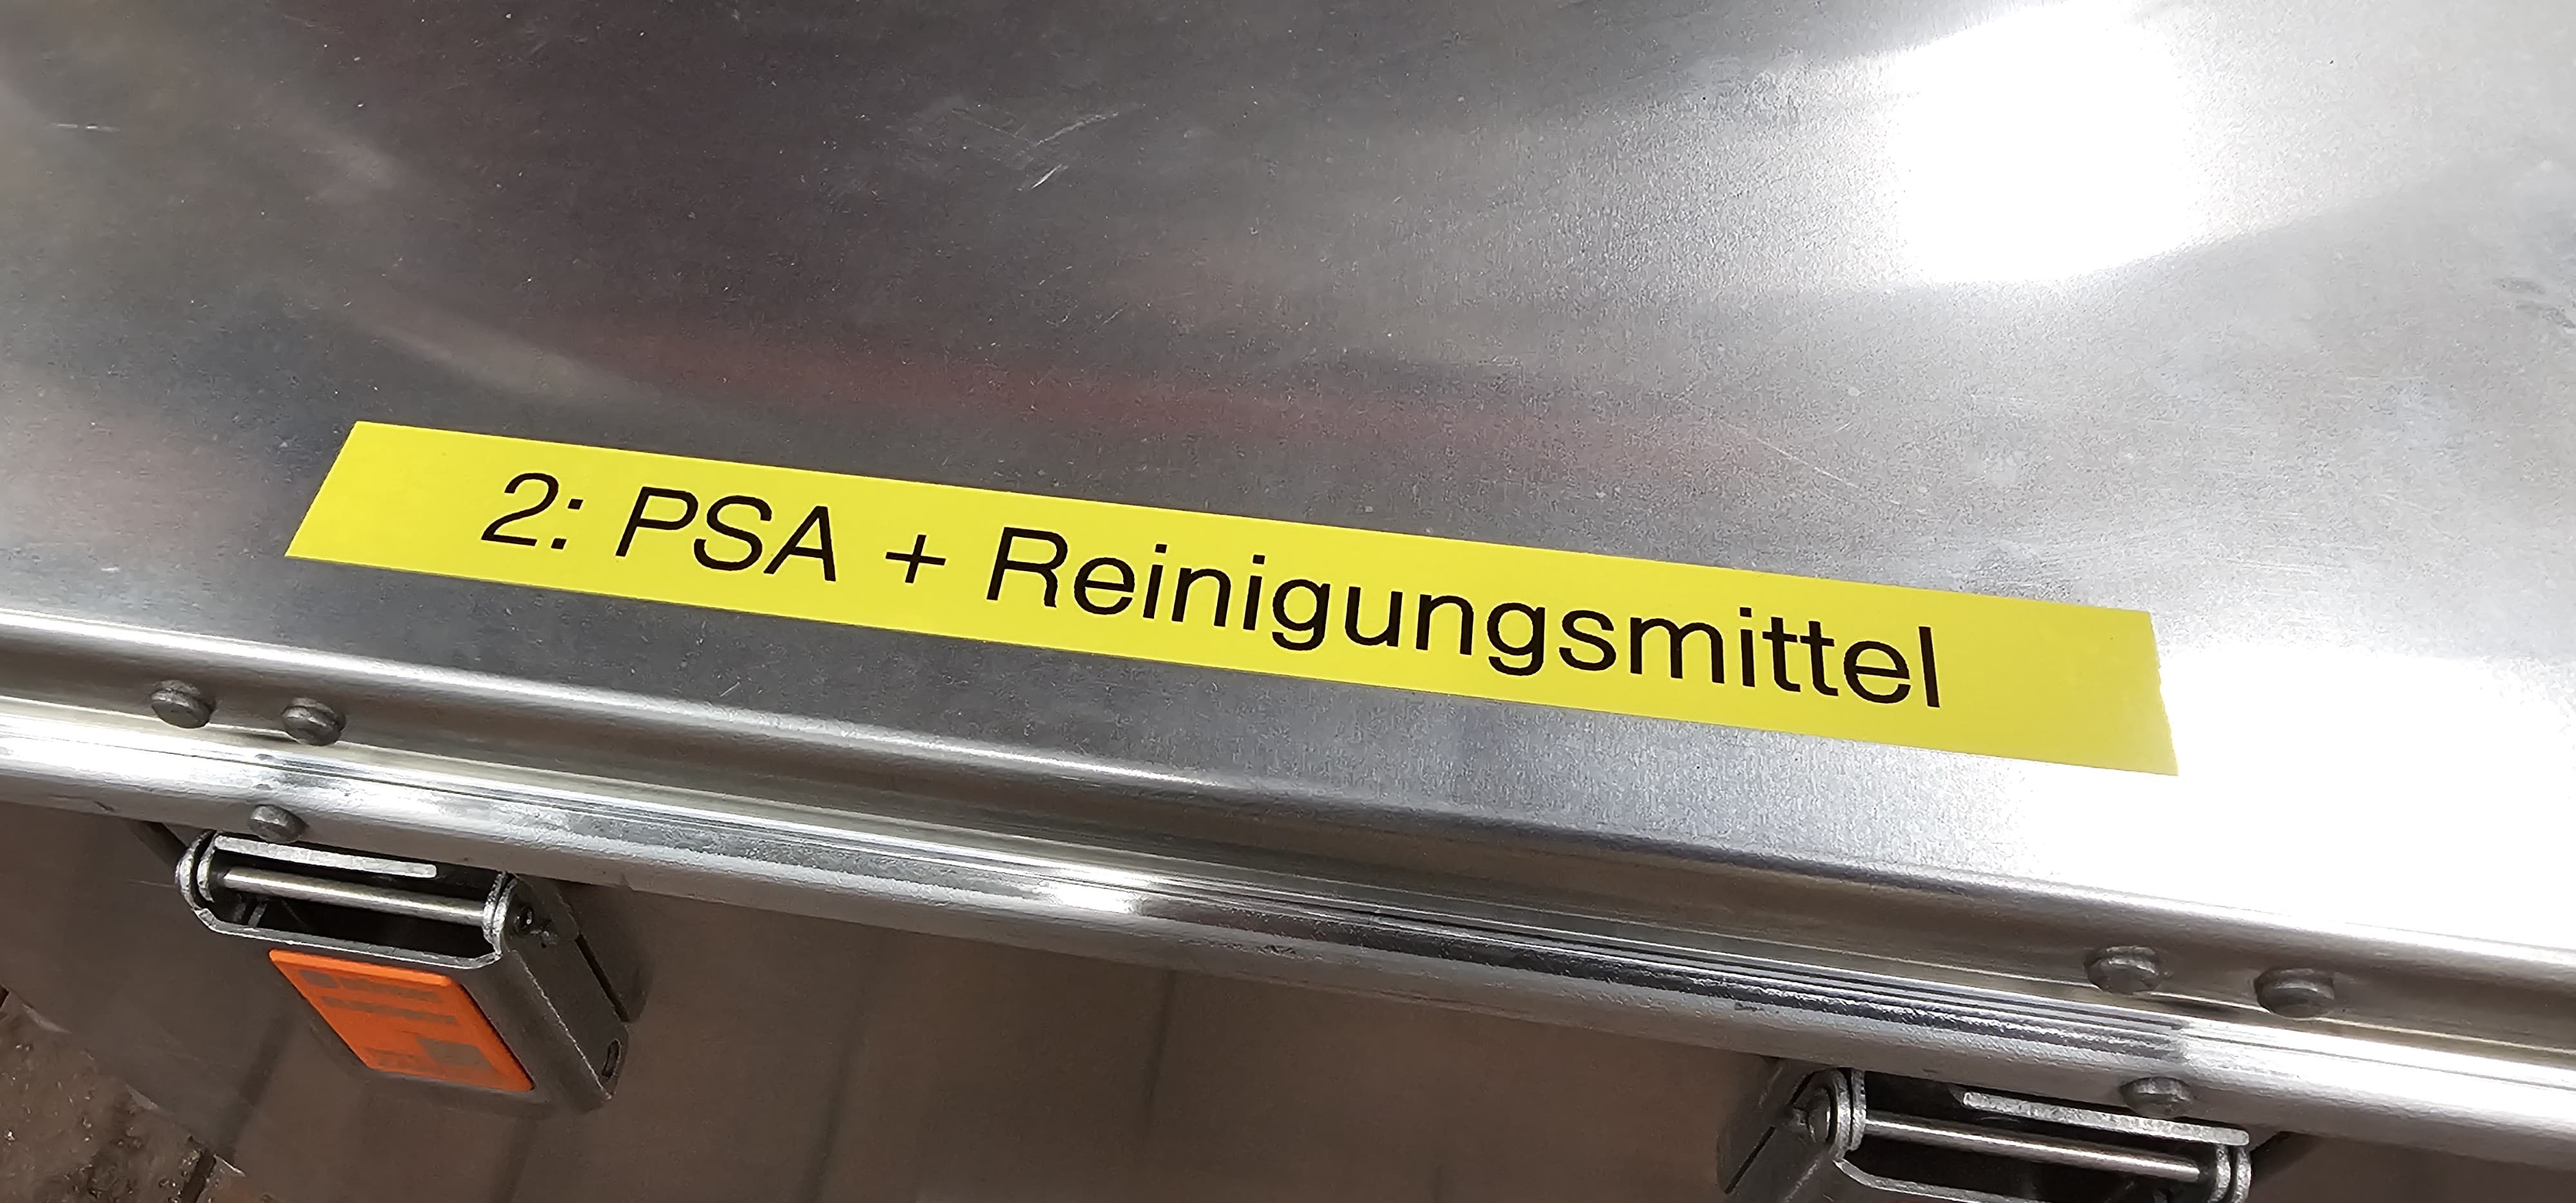 2: PSA + Reinigungsmittel